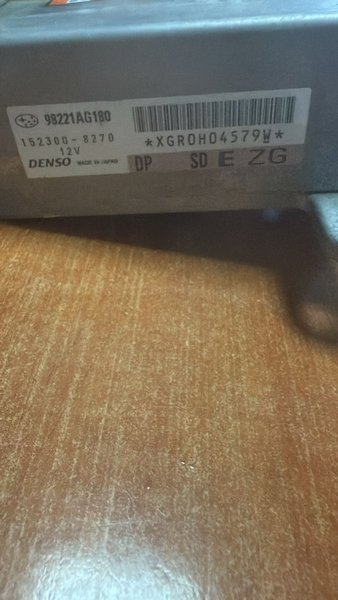 98221AG180
152300-8270
12V
DENSO MADE IN JAPAN
*XGR0H04579W*
DP SD E ZG